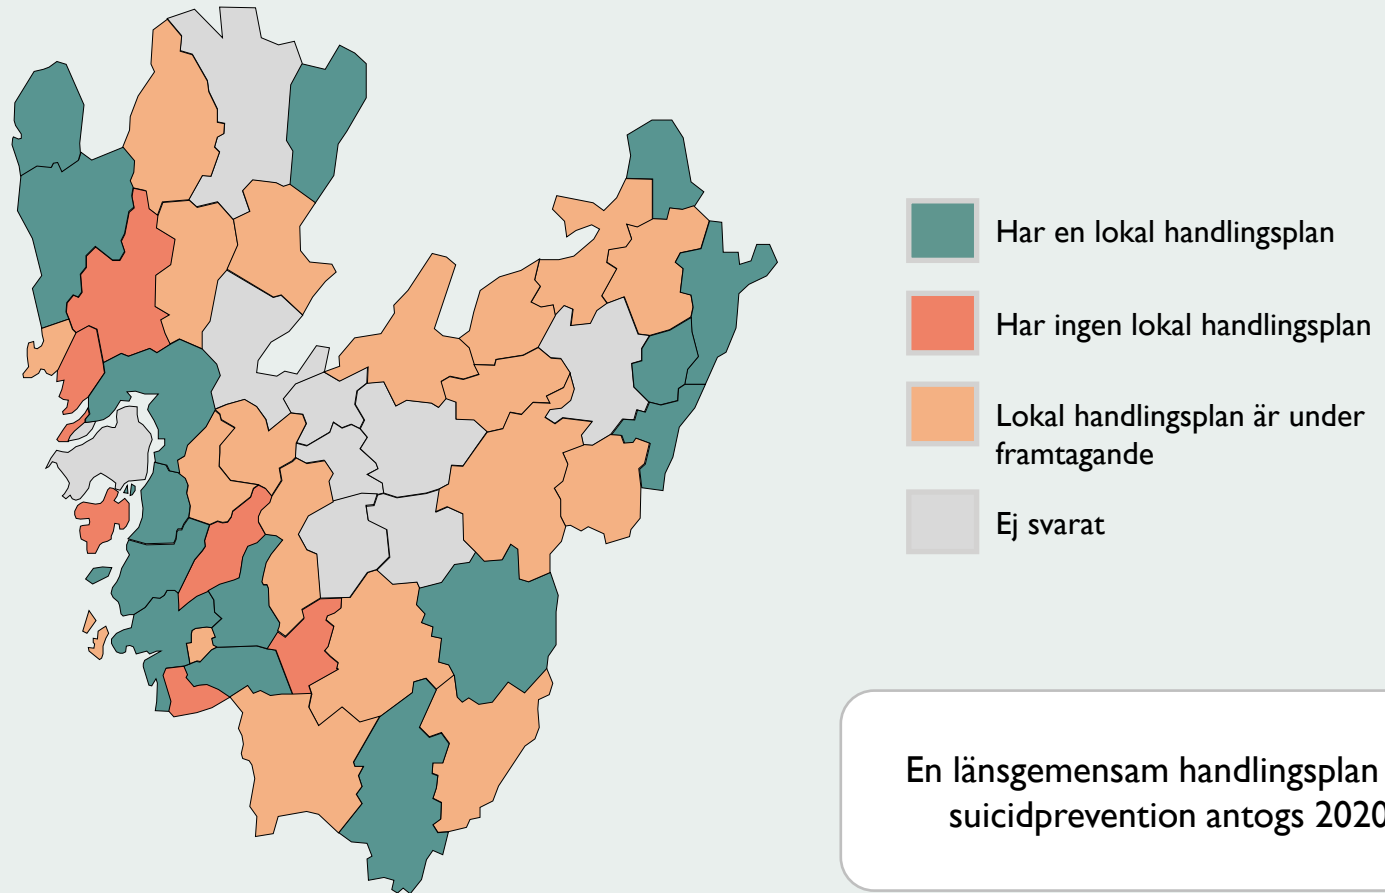 Har en lokal handlingsplan
Har ingen lokal handlingsplan
Lokal handlingsplan är under
framtagande
Ej svarat
En länsgemensam handlingsplan
suicidprevention antogs 2020